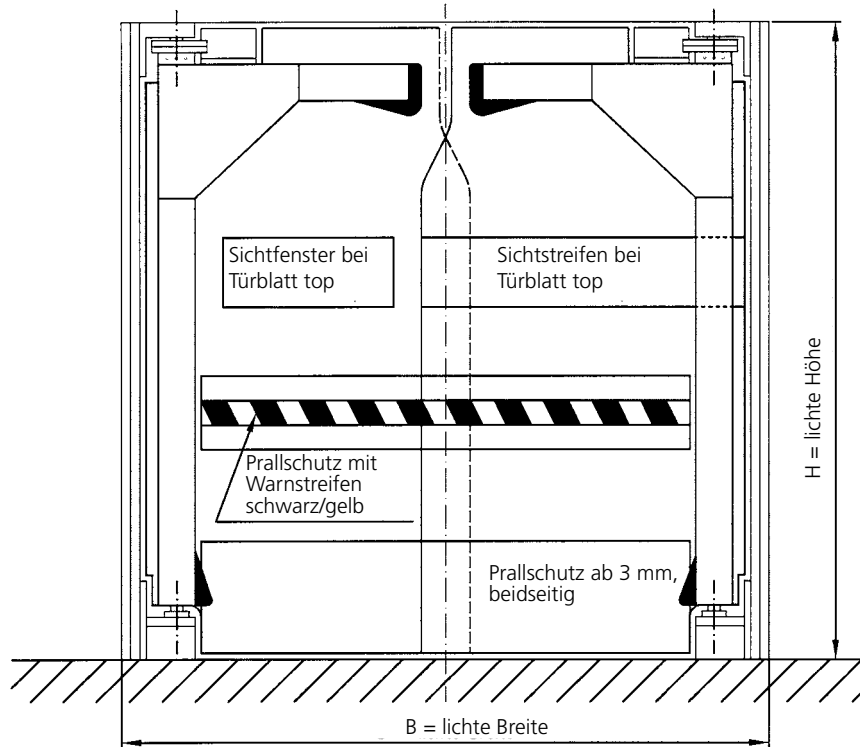 Sichtfenster bei
Türblatt top
Sichtstreifen bei
Türblatt top
Prallschutz mit
Warnstreifen
schwarz/gelb
Prallschutz ab 3 mm,
beidseitig
H = lichte Höhe
B = lichte Breite